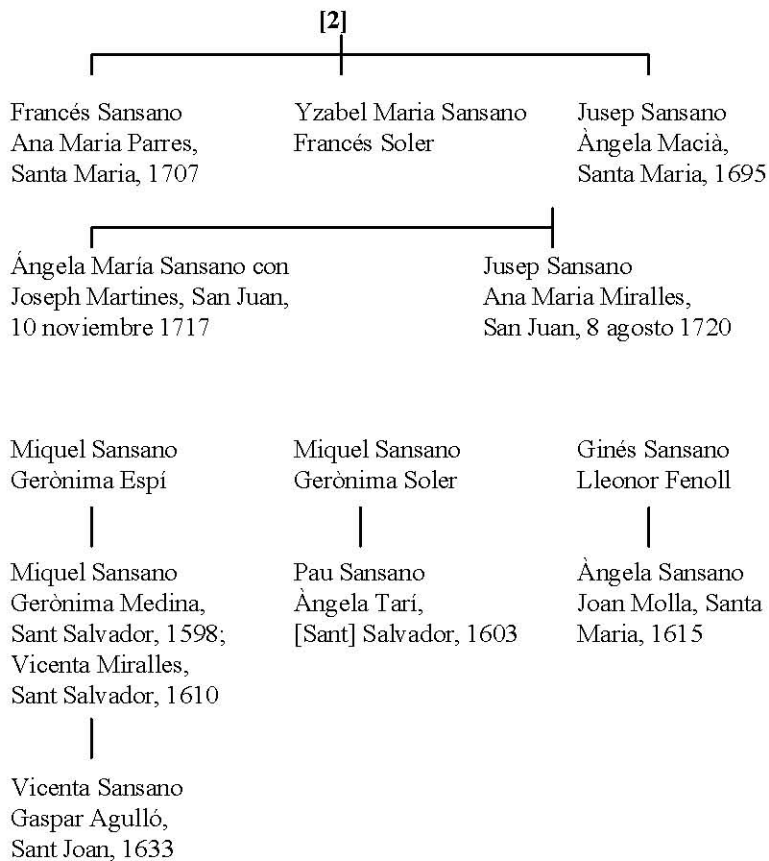 [2]
Francés Sansano
Ana Maria Parres,
Santa Maria, 1707
Yzabel Maria Sansano
Francés Soler
Jusep Sansano
Àngela Macià,
Santa Maria, 1695
Ángela María Sansano con
Joseph Martines, San Juan,
10 noviembre 1717
Jusep Sansano
Ana Maria Miralles,
San Juan, 8 agosto 1720
Miquel Sansano
Gerònima Espí
Miquel Sansano
Gerònima Soler
Ginés Sansano
Lleonor Fenoll
Miquel Sansano
Gerònima Medina,
Sant Salvador, 1598;
Vicenta Miralles,
Sant Salvador, 1610
Pau Sansano
Àngela Tarí,
[Sant] Salvador, 1603
Àngela Sansano
Joan Molla, Santa
Maria, 1615
Vicenta Sansano
Gaspar Agulló,
Sant Joan, 1633